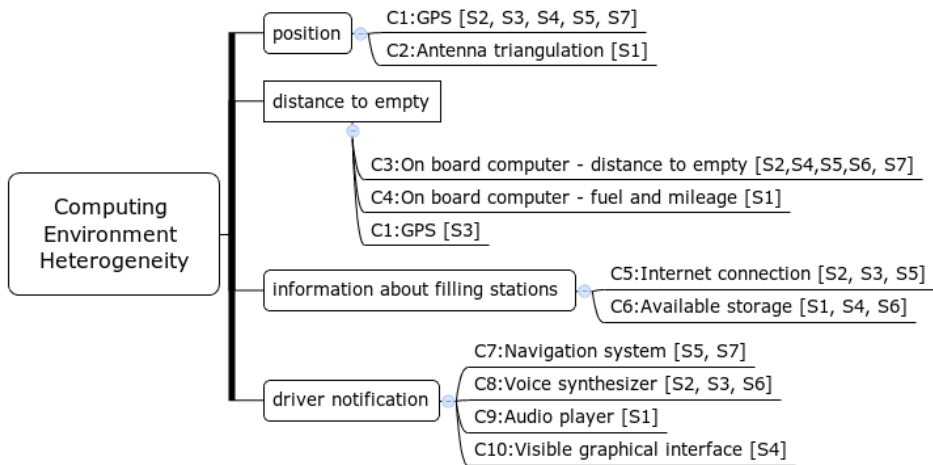 Computing
Environment
Heterogeneity
position
C1:GPS [S2, S3, S4, S5, S7]
C2:Antenna triangulation [S1]
distance to empty
C3:On board computer - distance to empty [S2,S4,S5,S6, S7]
C4:On board computer - fuel and mileage [S1]
C1:GPS [S3]
information about filling stations
C5:Internet connection [S2, S3, S5]
C6:Available storage [S1, S4, S6]
driver notification
C7:Navigation system [S5, S7]
C8:Voice synthesizer [S2, S3, S6]
C9:Audio player [S1]
C10:Visible graphical interface [S4]